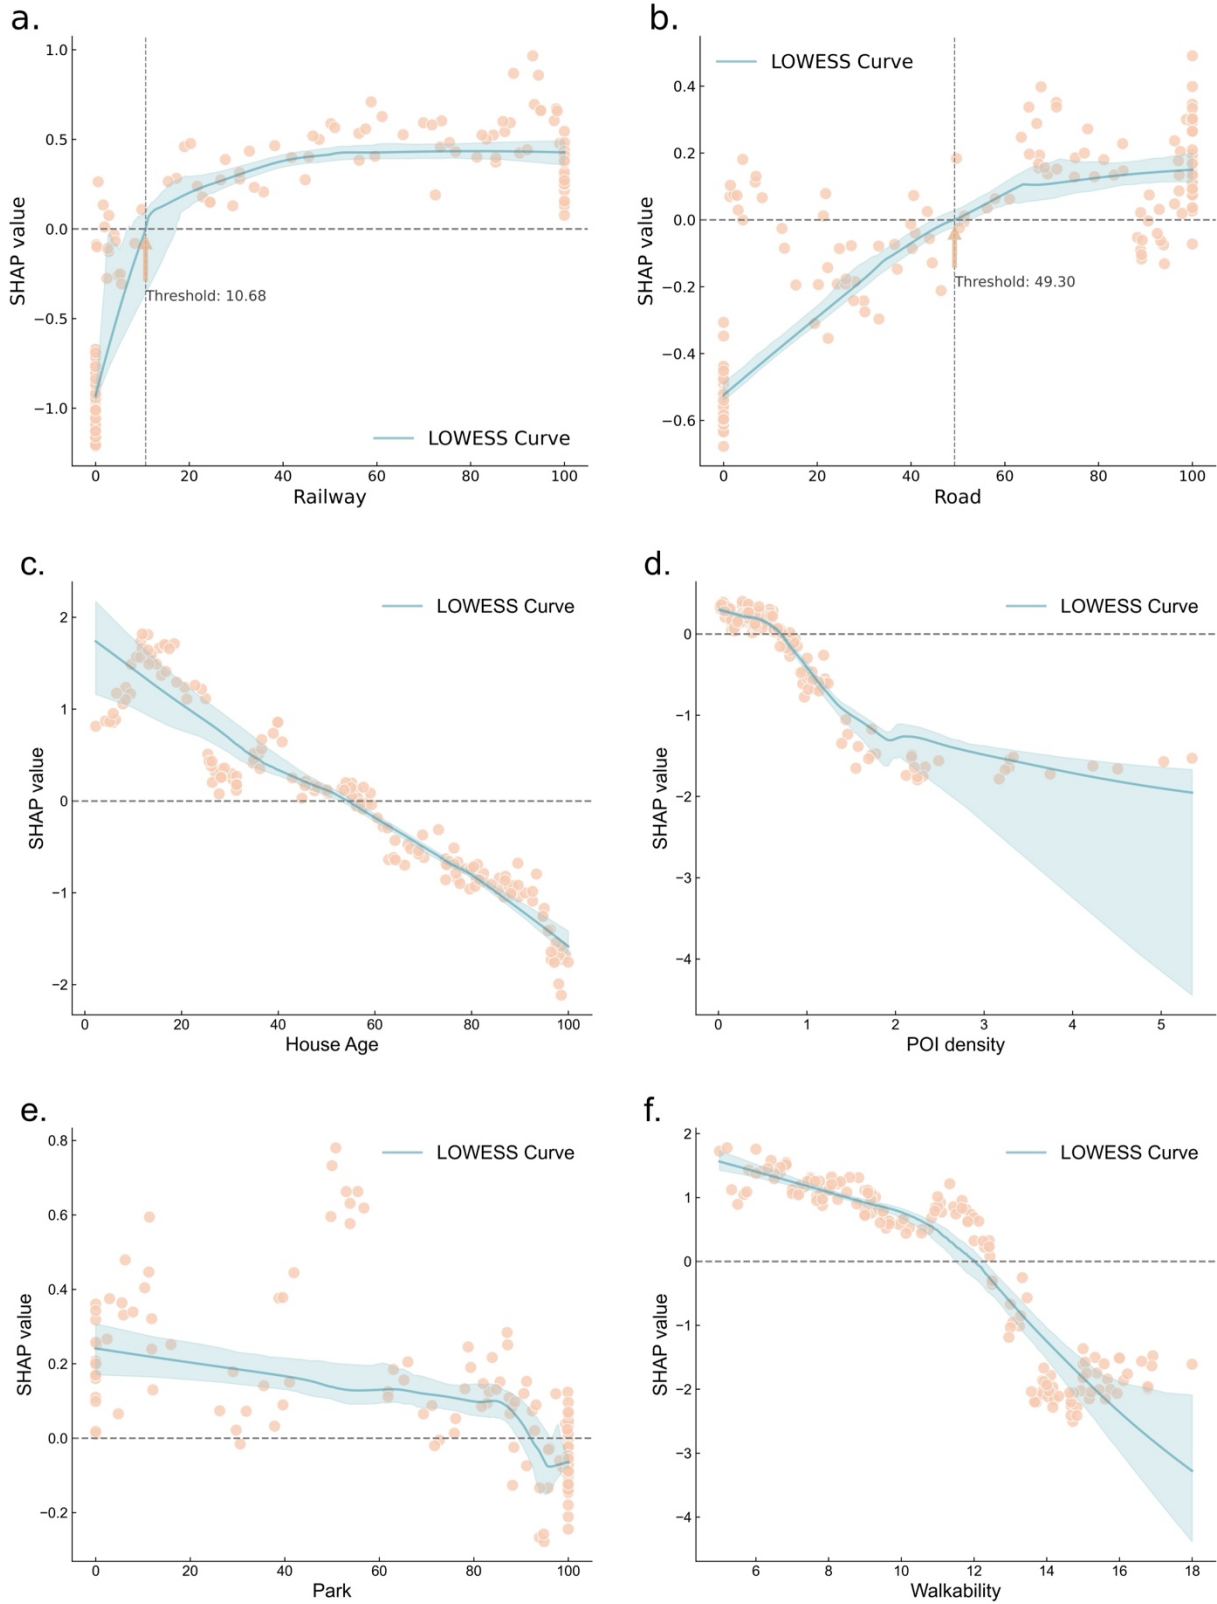 a.
1.0
0.5
0.0
−0.5
−1.0
SHAP value
Threshold: 10.68
LOWESS Curve
0 20 40 60 80 100
Railway
b.
LOWESS Curve
0.4
0.2
0.0
−0.2
−0.4
−0.6
SHAP value
Threshold: 49.30
0 20 40 60 80 100
Road
c.
LOWESS Curve
2
1
0
−1
−2
SHAP value
0 20 40 60 80 100
House Age
d.
LOWESS Curve
0
−1
−2
−3
−4
SHAP value
0 1 2 3 4 5
POI density
e.
LOWESS Curve
0.8
0.6
0.4
0.2
0.0
−0.2
SHAP value
0 20 40 60 80 100
Park
f.
LOWESS Curve
2
1
0
−1
−2
−3
−4
SHAP value
6 8 10 12 14 16 18
Walkability